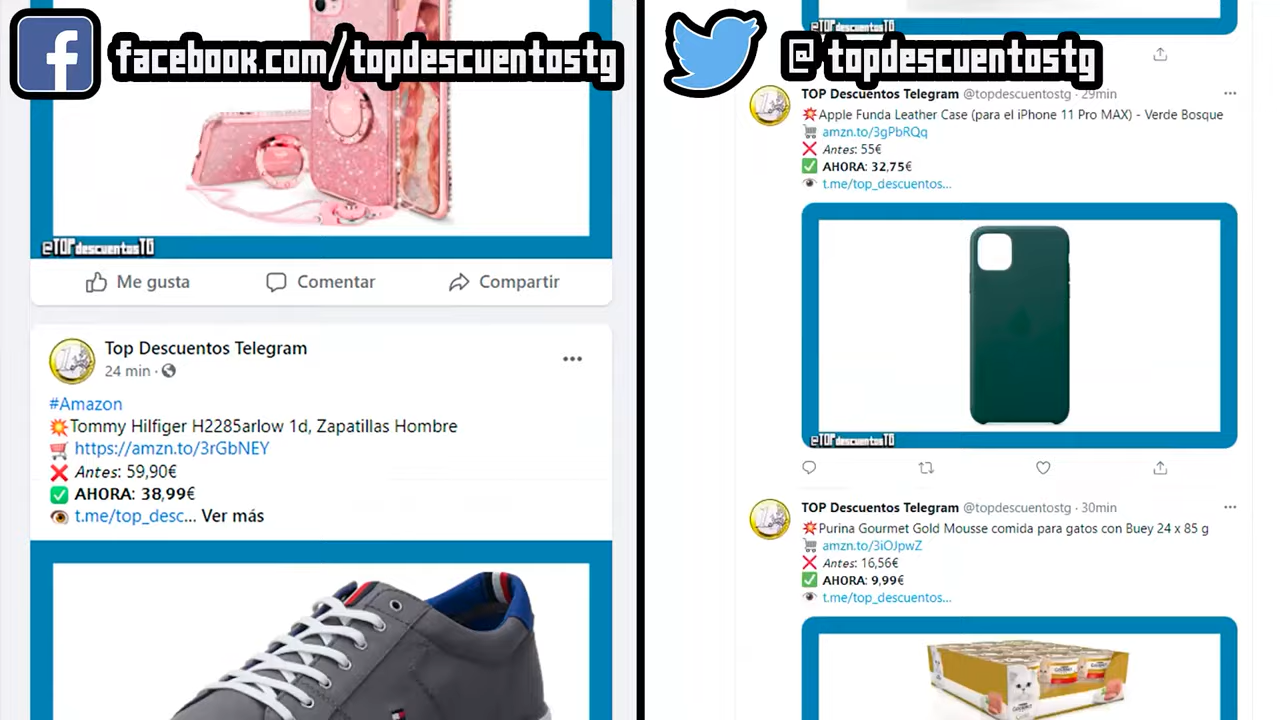 facebook.com/topdescuentostg
@TOPdescuentosTG
Me gusta
Comentar
Compartir
Top Descuentos Telegram
24 min
#Amazon
💥Tommy Hilfiger H2285arlow 1d, Zapatillas Hombre
🛒 https://amzn.to/3rGbNEY
❌ Antes: 59,90€
✅ AHORA: 38,99€
👁 t.me/top_desc... Ver más
@topdescuentostg
@TOPdescuentosTG
TOP Descuentos Telegram @topdescuentostg · 29min
💥Apple Funda Leather Case (para el iPhone 11 Pro MAX) - Verde Bosque
🛒 amzn.to/3gPbRQq
❌ Antes: 55€
✅ AHORA: 32,75€
👁 t.me/top_descuentos...
@TOPdescuentosTG
TOP Descuentos Telegram @topdescuentostg · 30min
💥Purina Gourmet Gold Mousse comida para gatos con Buey 24 x 85 g
🛒 amzn.to/3iOJpwZ
❌ Antes: 16,56€
✅ AHORA: 9,99€
👁 t.me/top_descuentos...